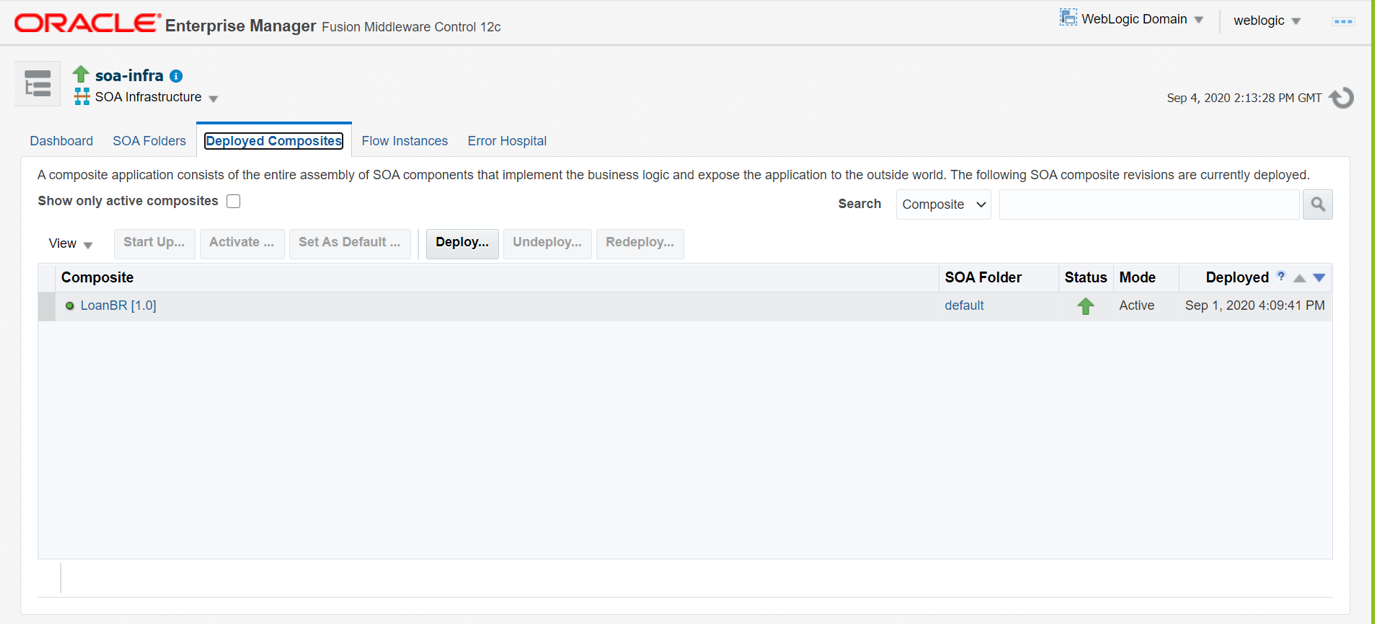 ORACLE® Enterprise Manager Fusion Middleware Control 12c
WebLogic Domain
weblogic
soa-infra
SOA Infrastructure
Sep 4, 2020 2:13:28 PM GMT
Dashboard SOA Folders Deployed Composites Flow Instances Error Hospital
A composite application consists of the entire assembly of SOA components that implement the business logic and expose the application to the outside world. The following SOA composite revisions are currently deployed.
Show only active composites
Search Composite
View Start Up... Activate ... Set As Default ... Deploy... Undeploy... Redeploy...
Composite SOA Folder Status Mode Deployed ?
LoanBR [1.0] default Active Sep 1, 2020 4:09:41 PM